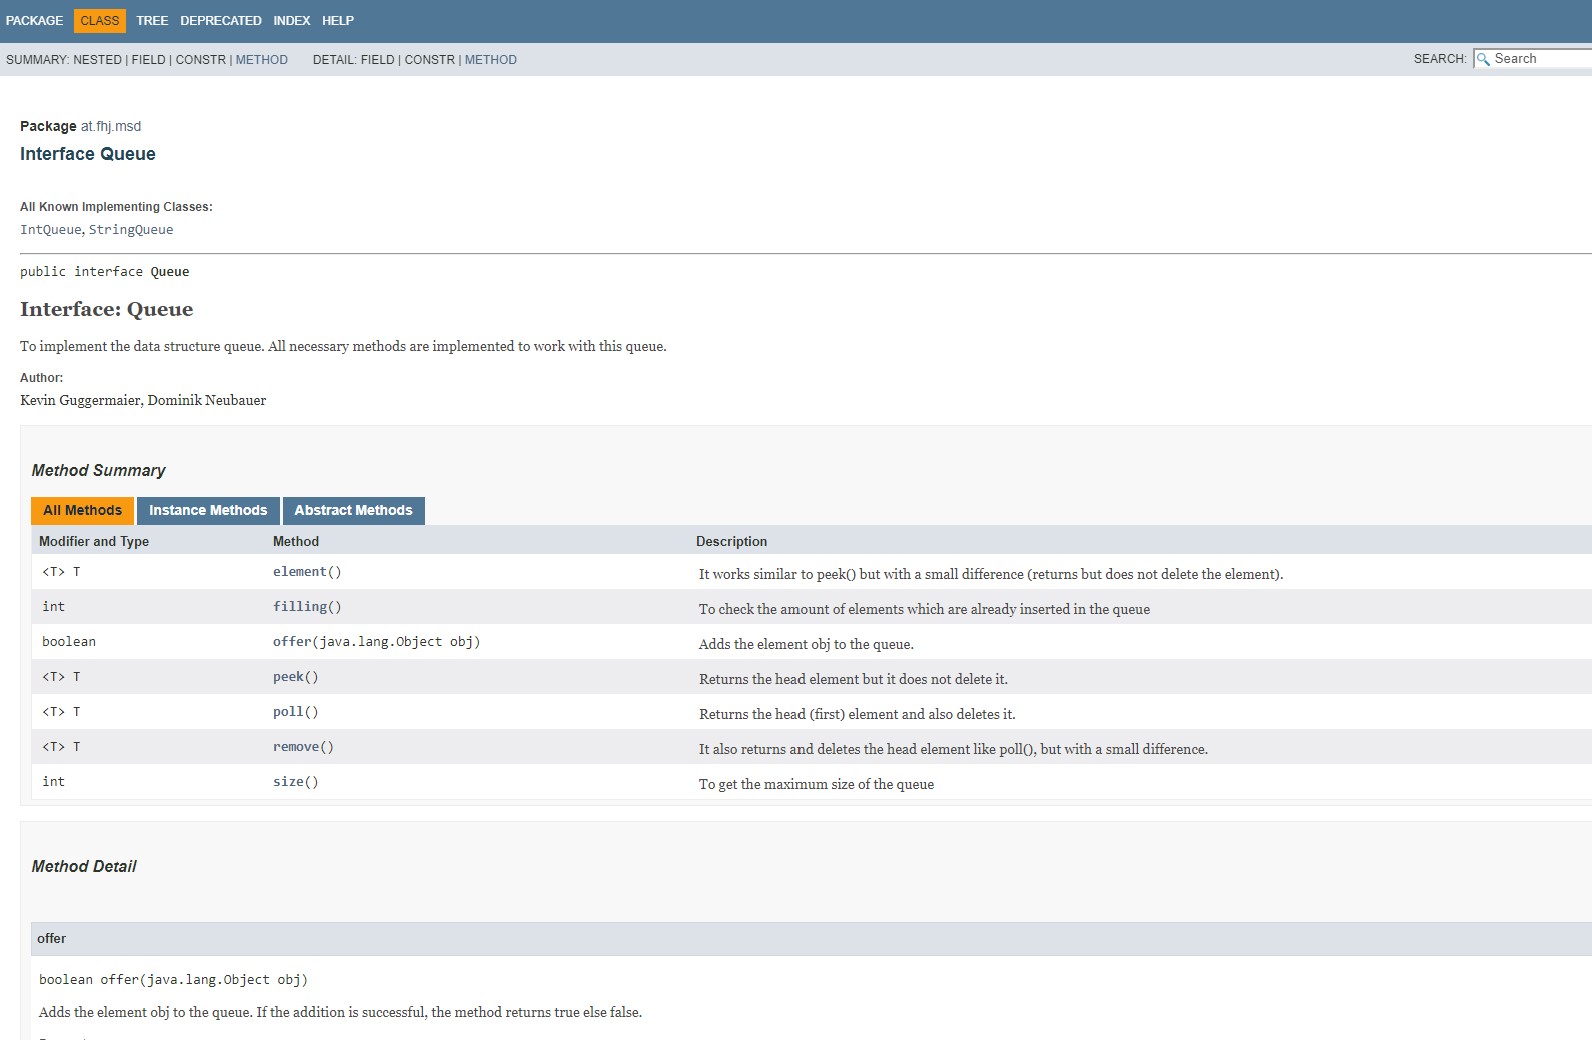 PACKAGE CLASS TREE DEPRECATED INDEX HELP
SUMMARY: NESTED | FIELD | CONSTR | METHOD DETAIL: FIELD | CONSTR | METHOD SEARCH: Search
Package at.fhj.msd
Interface Queue
All Known Implementing Classes:
IntQueue, StringQueue
public interface Queue
Interface: Queue
To implement the data structure queue. All necessary methods are implemented to work with this queue.
Author:
Kevin Guggermaier, Dominik Neubauer
Method Summary
All Methods Instance Methods Abstract Methods
Modifier and Type Method Description
<T> T element() It works similar to peek() but with a small difference (returns but does not delete the element).
int filling() To check the amount of elements which are already inserted in the queue
boolean offer(java.lang.Object obj) Adds the element obj to the queue.
<T> T peek() Returns the head element but it does not delete it.
<T> T poll() Returns the head (first) element and also deletes it.
<T> T remove() It also returns and deletes the head element like poll(), but with a small difference.
int size() To get the maximum size of the queue
Method Detail
offer
boolean offer(java.lang.Object obj)
Adds the element obj to the queue. If the addition is successful, the method returns true else false.